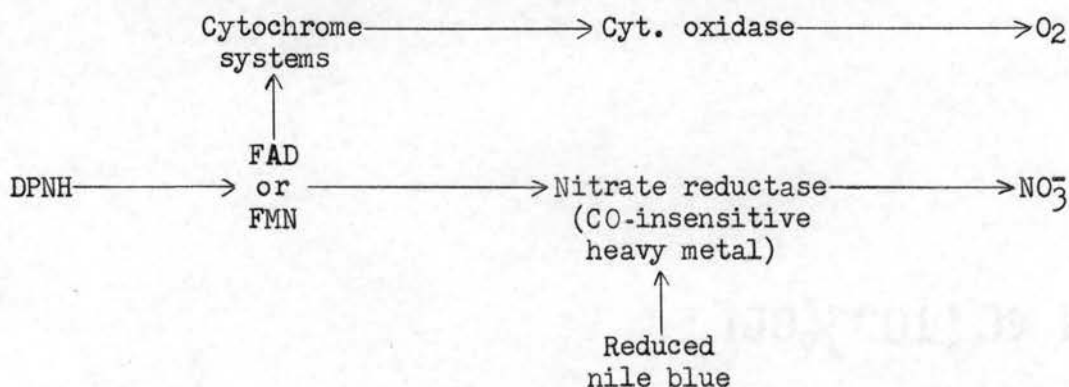 Cytochrome systems
Cyt. oxidase
O2
DPNH
FAD or FMN
Nitrate reductase (CO-insensitive heavy metal)
NO3-
Reduced nile blue